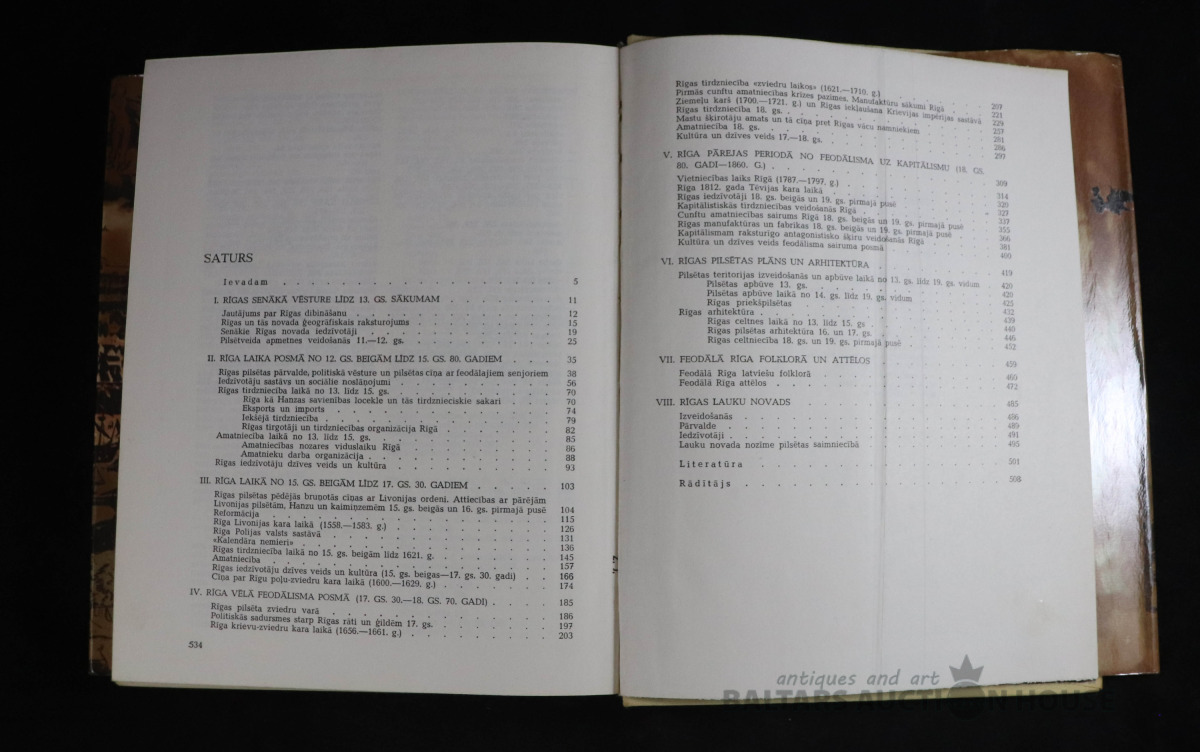 SATURS
Ievadam . . . 5
I. RĪGAS SENĀKĀ VĒSTURE LĪDZ 13. GS. SĀKUMAM . . . 11
Jautājums par Rīgas dibināšanu . . . 12
Rīgas un tās novada ģeogrāfiskais raksturojums . . . 15
Senākie Rīgas novada iedzīvotāji . . . 19
Pilsētveida apmetnes veidošanās 11.—12. gs. . . . 25
II. RĪGA LAIKA POSMĀ NO 12. GS. BEIGĀM LĪDZ 15. GS. 80. GADIEM . . . 35
Rīgas pilsētas pārvalde, politiskā vēsture un pilsētas cīņa ar feodālajiem senjoriem 38
Iedzīvotāju sastāvs un sociālie noslāņojumi . . . 56
Rīgas tirdzniecība laikā no 13. līdz 15. gs. . . . 70
Rīga kā Hanzas savienības locekle un tās tirdznieciskie sakari . . . 70
Eksports un imports . . . 74
Iekšējā tirdzniecība . . . 79
Rīgas tirgotāji un tirdzniecības organizācija Rīgā . . . 82
Amatniecība laikā no 13. līdz 15. gs. . . . 85
Amatniecības nozares viduslaiku Rīgā . . . 86
Amatnieku darba organizācija . . . 88
Rīgas iedzīvotāju dzīves veids un kultūra . . . 93
III. RĪGA LAIKĀ NO 15. GS. BEIGĀM LĪDZ 17. GS. 30. GADIEM . . . 103
Rīgas pilsētas pēdējās bruņotās cīņas ar Livonijas ordeni. Attiecības ar pārējām
Livonijas pilsētām, Hanzu un kaimiņzemēm 15. gs. beigās un 16. gs. pirmajā pusē 104
Reformācija . . . 115
Rīga Livonijas kara laikā (1558.—1583. g.) . . . 126
Rīga Polijas valsts sastāvā . . . 131
«Kalendāra nemieri» . . . 136
Rīgas tirdzniecība laikā no 15. gs. beigām līdz 1621. g. . . . 145
Amatniecība . . . 157
Rīgas iedzīvotāju dzīves veids un kultūra (15. gs. beigas—17. gs. 30. gadi) . . 166
Cīņa par Rīgu poļu-zviedru kara laikā (1600.—1629. g.) . . . 174
IV. RĪGA VĒLĀ FEODĀLISMA POSMĀ (17. GS. 30.—18. GS. 70. GADI) . . . 185
Rīgas pilsēta zviedru varā . . . 186
Politiskās sadursmes starp Rīgas rāti un ģildēm 17. gs. . . . 197
Rīga krievu-zviedru kara laikā (1656.—1661. g.) . . . 203
534
Rīgas tirdzniecība «zviedru laikos» (1621.—1710. g.) . . . 207
Pirmās cunftu amatniecības krīzes pazīmes. Manufaktūru sākumi Rīgā . . . 221
Ziemeļu karš (1700.—1721. g.) un Rīgas iekļaušana Krievijas impērijas sastāvā 229
Rīgas tirdzniecība 18. gs. . . . 257
Mastu šķirotāju amats un tā cīņa pret Rīgas vācu namniekiem . . . 281
Amatniecība 18. gs. . . . 286
Kultūra un dzīves veids 17.—18. gs. . . . 293
V. RĪGA PĀREJAS PERIODĀ NO FEODĀLISMA UZ KAPITĀLISMU (18. GS.
80. GADI—1860. G.) . . . 309
Vietniecības laiks Rīgā (1787.—1797. g.) . . . 314
Rīga 1812. gada Tēvijas kara laikā . . . 320
Rīgas iedzīvotāji 18. gs. beigās un 19. gs. pirmajā pusē . . . 327
Kapitālistiskās tirdzniecības veidošanās Rīgā . . . 337
Cunftu amatniecības sairums Rīgā 18. gs. beigās un 19. gs. pirmajā pusē . . . 355
Rīgas manufaktūras un fabrikas 18. gs. beigās un 19. gs. pirmajā pusē . . . 366
Kapitālismam raksturīgo antagonistisko šķiru veidošanās Rīgā . . . 381
Kultūra un dzīves veids feodālisma sairuma posmā . . . 400
VI. RĪGAS PILSĒTAS PLĀNS UN ARHITEKTŪRA . . . 419
Pilsētas teritorijas izveidošanās un apbūve laikā no 13. gs. līdz 19. gs. vidum 420
Pilsētas apbūve 13. gs. . . . 420
Pilsētas apbūve laikā no 14. gs. līdz 19. gs. vidum . . . 425
Rīgas priekšpilsētas . . . 432
Rīgas arhitektūra . . . 439
Rīgas celtnes laikā no 13. līdz 15. gs . . . 440
Rīgas pilsētas arhitektūra 16. un 17. gs. . . . 446
Rīgas celtniecība 18. gs. un 19. gs. pirmajā pusē . . . 452
VII. FEODĀLĀ RĪGA FOLKLORĀ UN ATTĒLOS . . . 459
Feodālā Rīga latviešu folklorā . . . 460
Feodālā Rīga attēlos . . . 472
VIII. RĪGAS LAUKU NOVADS . . . 485
Izveidošanās . . . 486
Pārvalde . . . 489
Iedzīvotāji . . . 491
Lauku novada nozīme pilsētas saimniecībā . . . 495
Literatūra . . . 501
Rādītājs . . . 508
antiques and art
BALTARS AUCTION HOUSE